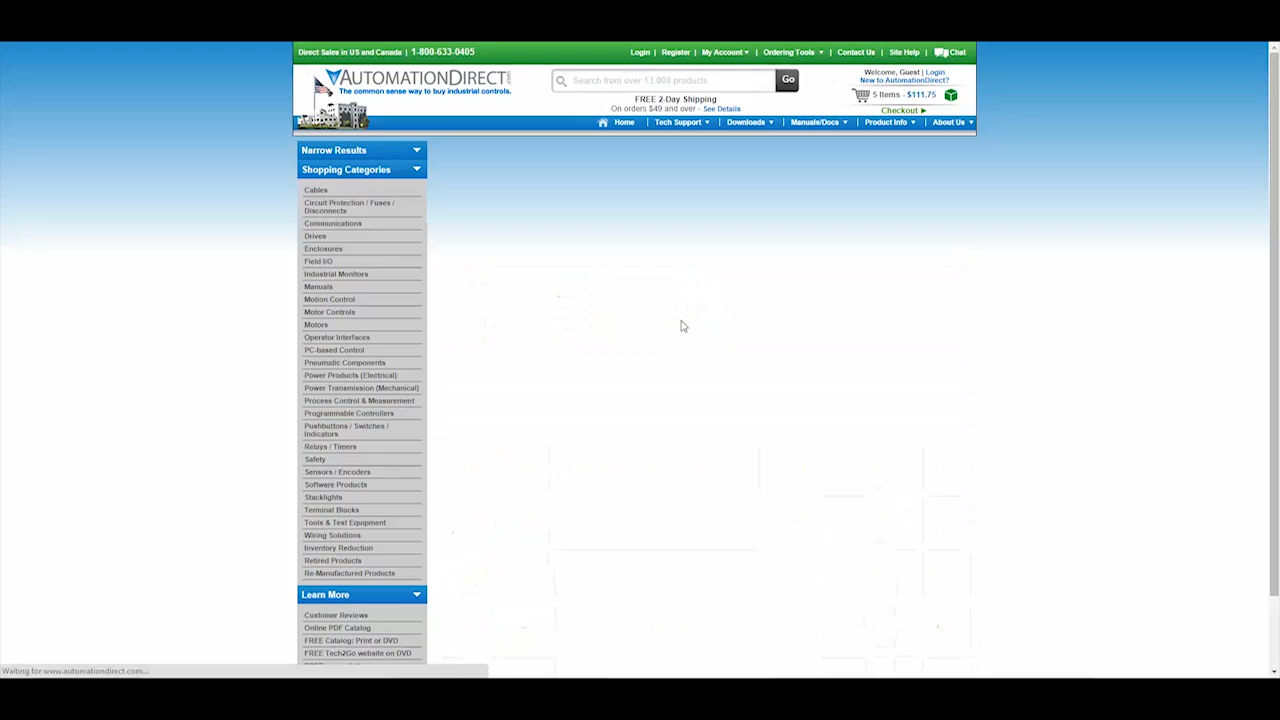 Direct Sales in US and Canada | 1-800-633-0405
Login | Register | My Account | Ordering Tools | Contact Us | Site Help | Chat
AUTOMATIONDIRECT.com
The common sense way to buy industrial controls.
Search from over 13,000 products
Go
FREE 2-Day Shipping
On orders $49 and over - See Details
Welcome, Guest | Login
New to AutomationDirect?
5 Items - $111.75
Checkout
Home | Tech Support | Downloads | Manuals/Docs | Product Info | About Us
Narrow Results
Shopping Categories
Cables
Circuit Protection / Fuses /
Disconnects
Communications
Drives
Enclosures
Field I/O
Industrial Monitors
Manuals
Motion Control
Motor Controls
Motors
Operator Interfaces
PC-based Control
Pneumatic Components
Power Products (Electrical)
Power Transmission (Mechanical)
Process Control & Measurement
Programmable Controllers
Pushbuttons / Switches /
Indicators
Relays / Timers
Safety
Sensors / Encoders
Software Products
Stacklights
Terminal Blocks
Tools & Test Equipment
Wiring Solutions
Inventory Reduction
Retired Products
Re-Manufactured Products
Learn More
Customer Reviews
Online PDF Catalog
FREE Catalog: Print or DVD
FREE Tech2Go website on DVD
Waiting for www.automationdirect.com...